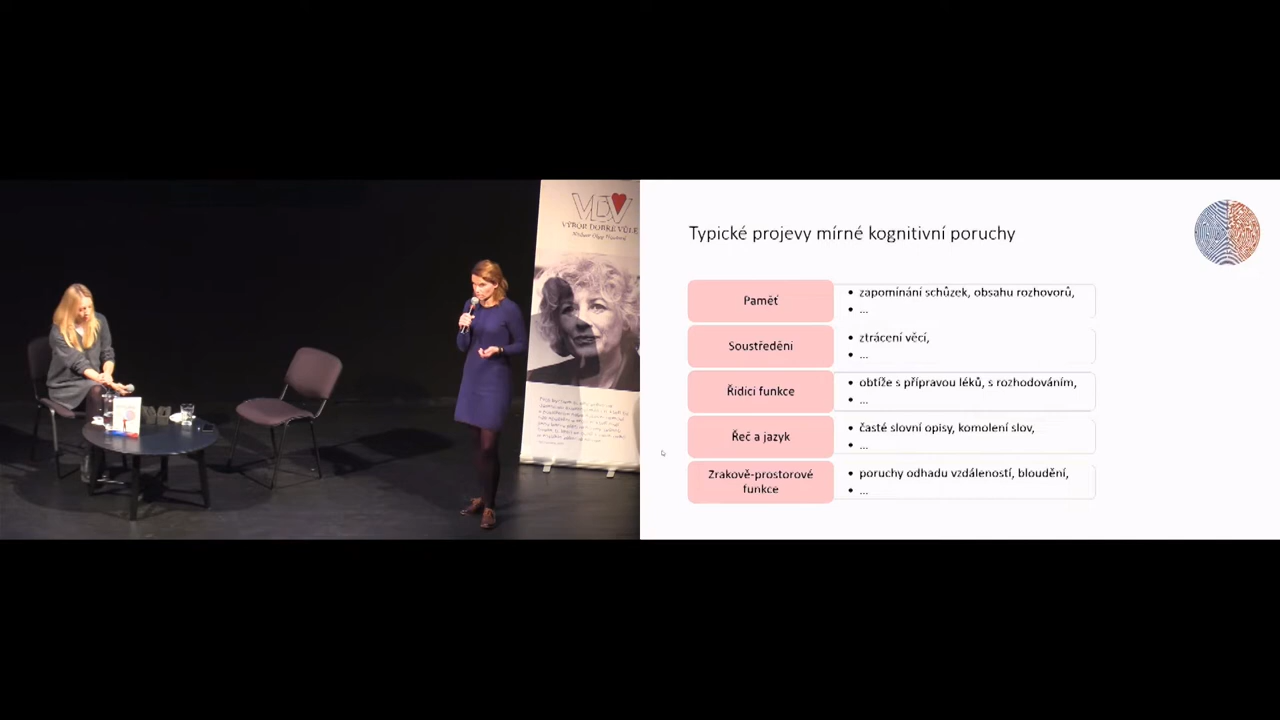 VDV
VÝBOR DOBRÉ VŮLE
Typické projevy mírné kognitivní poruchy
Paměť
• zapomínání schůzek, obsahu rozhovorů,
• ...
Soustředění
• ztrácení věcí,
• ...
Řídicí funkce
• obtíže s přípravou léků, s rozhodováním,
• ...
Řeč a jazyk
• časté slovní opisy, komolení slov,
• ...
Zrakově-prostorové
funkce
• poruchy odhadu vzdáleností, bloudění,
• ...